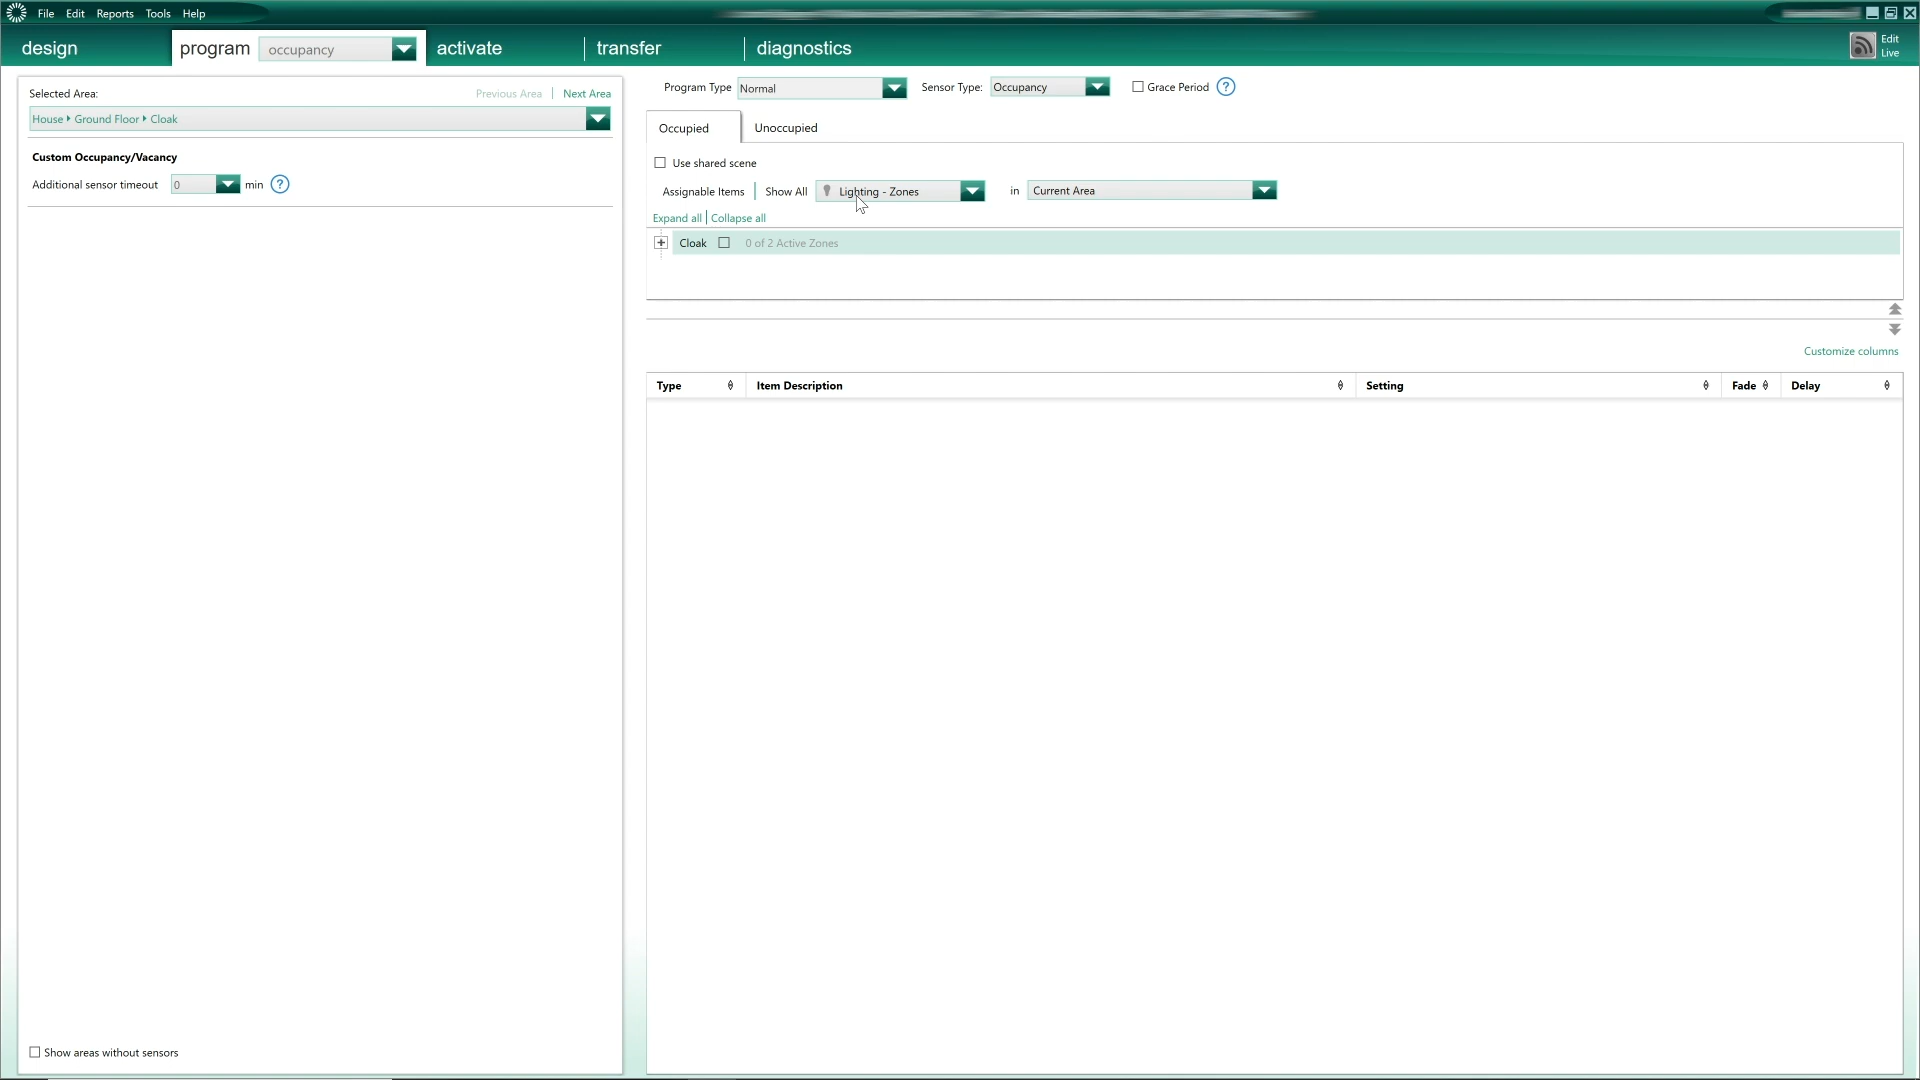 File Edit Reports Tools Help
design program occupancy activate transfer diagnostics
Edit
Live
Selected Area: Previous Area Next Area
House Ground Floor Cloak
Custom Occupancy/Vacancy
Additional sensor timeout 0 min ?
Show areas without sensors
Program Type Normal Sensor Type: Occupancy Grace Period ?
Occupied Unoccupied
Use shared scene
Assignable Items Show All Lighting - Zones in Current Area
Expand all Collapse all
Cloak 0 of 2 Active Zones
Customize columns
Type Item Description Setting Fade Delay